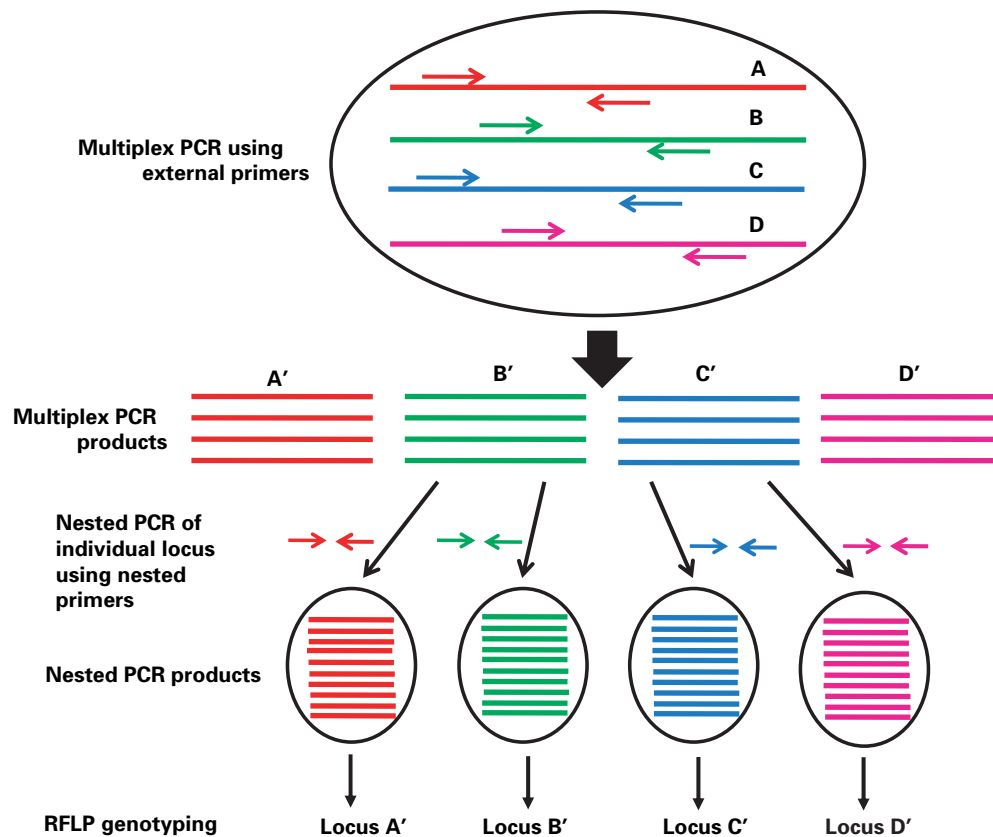 A
B
Multiplex PCR using
external primers
C
D
A′
B′
C′
D′
Multiplex PCR
products
Nested PCR of
individual locus
using nested
primers
Nested PCR products
RFLP genotyping
Locus A′
Locus B′
Locus C′
Locus D′